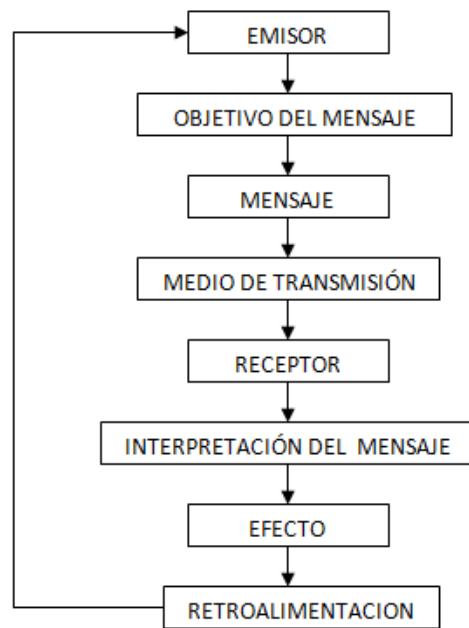 EMISOR
OBJETIVO DEL MENSAJE
MENSAJE
MEDIO DE TRANSMISIÓN
RECEPTOR
INTERPRETACIÓN DEL MENSAJE
EFECTO
RETROALIMENTACION